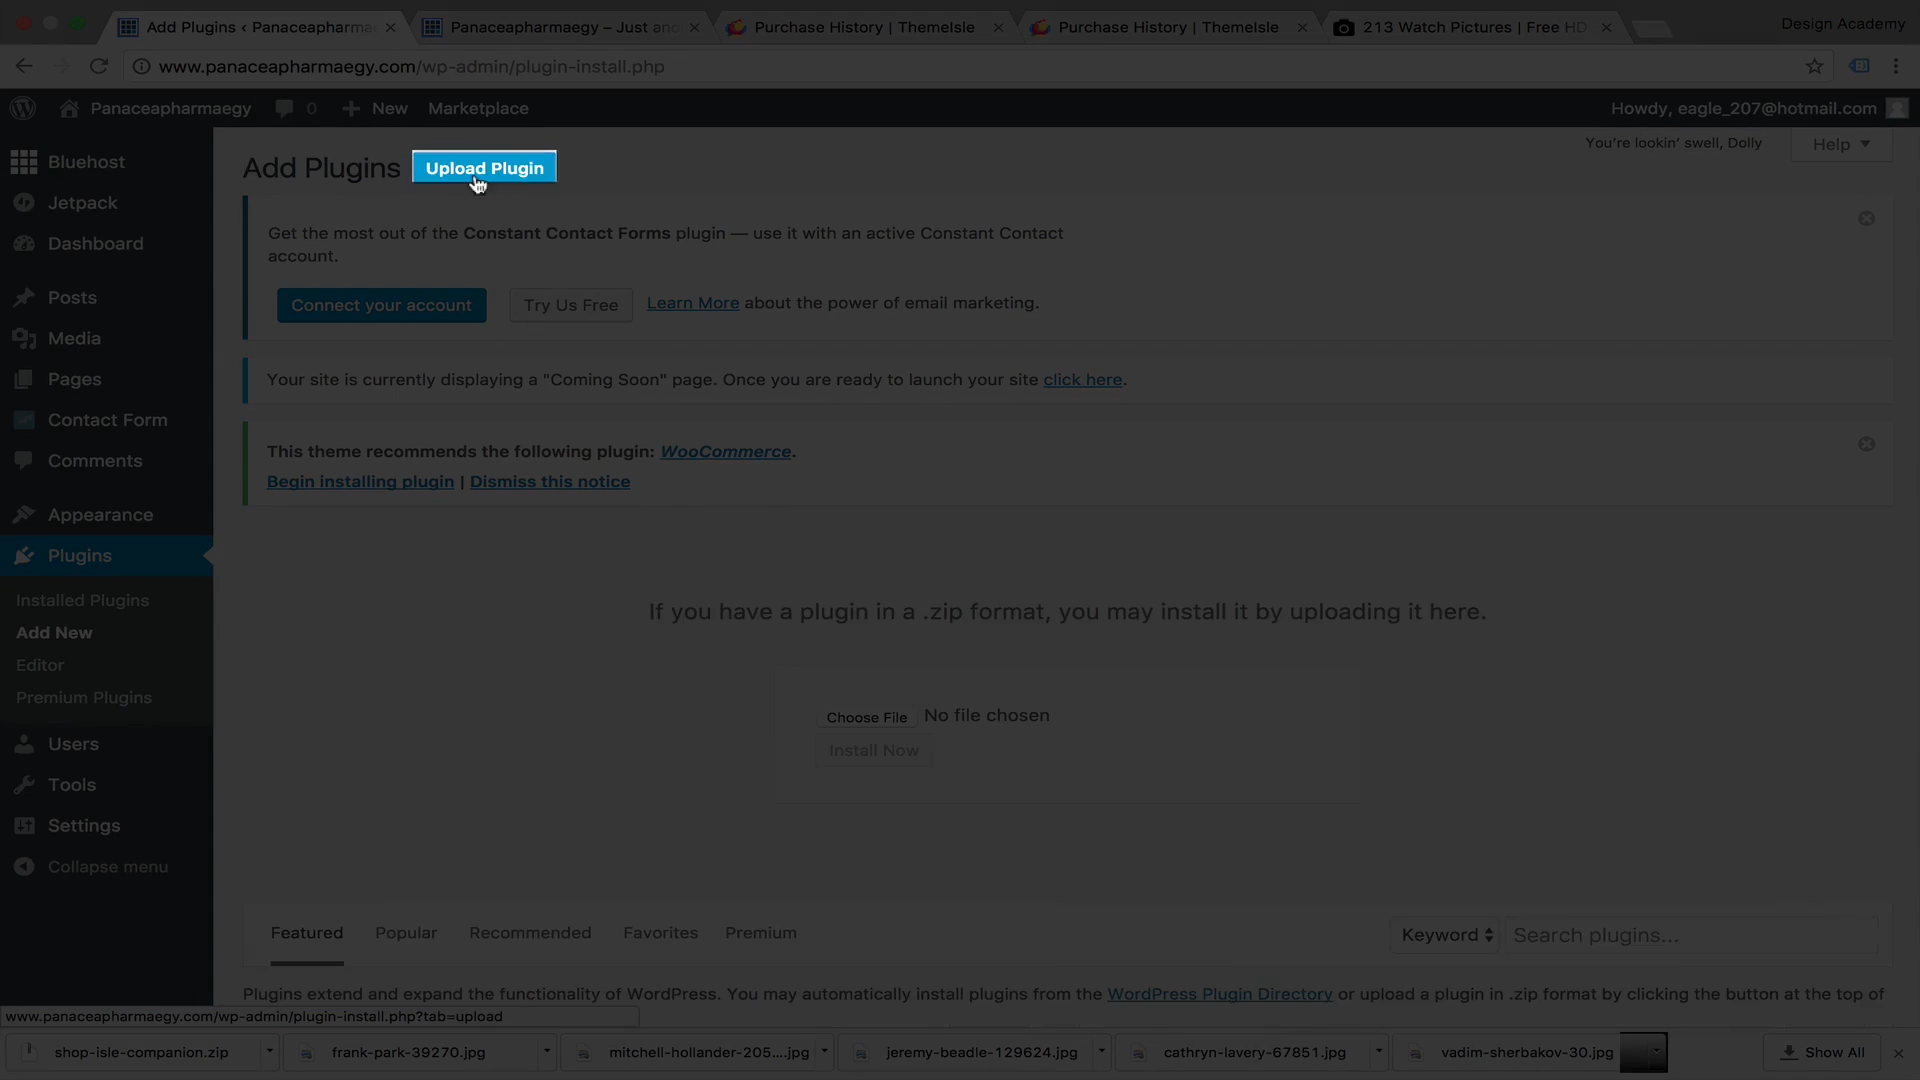 Add Plugins ‹ Panaceapharma
Panaceapharmaegy – Just an
Purchase History | ThemeIsle
Purchase History | ThemeIsle
213 Watch Pictures | Free HD
Design Academy
www.panaceapharmaegy.com/wp-admin/plugin-install.php
Panaceapharmaegy
0
New
Marketplace
Howdy, eagle_207@hotmail.com
Bluehost
Jetpack
Dashboard
Posts
Media
Pages
Contact Form
Comments
Appearance
Plugins
Installed Plugins
Add New
Editor
Premium Plugins
Users
Tools
Settings
Collapse menu
You're lookin' swell, Dolly
Help
Add Plugins
Upload Plugin
Get the most out of the Constant Contact Forms plugin — use it with an active Constant Contact
account.
Connect your account
Try Us Free
Learn More about the power of email marketing.
Your site is currently displaying a "Coming Soon" page. Once you are ready to launch your site click here.
This theme recommends the following plugin: WooCommerce.
Begin installing plugin | Dismiss this notice
If you have a plugin in a .zip format, you may install it by uploading it here.
Choose File No file chosen
Install Now
Featured
Popular
Recommended
Favorites
Premium
Keyword
Search plugins...
Plugins extend and expand the functionality of WordPress. You may automatically install plugins from the WordPress Plugin Directory or upload a plugin in .zip format by clicking the button at the top of
www.panaceapharmaegy.com/wp-admin/plugin-install.php?tab=upload
shop-isle-companion.zip
frank-park-39270.jpg
mitchell-hollander-205....jpg
jeremy-beadle-129624.jpg
cathryn-lavery-67851.jpg
vadim-sherbakov-30.jpg
Show All